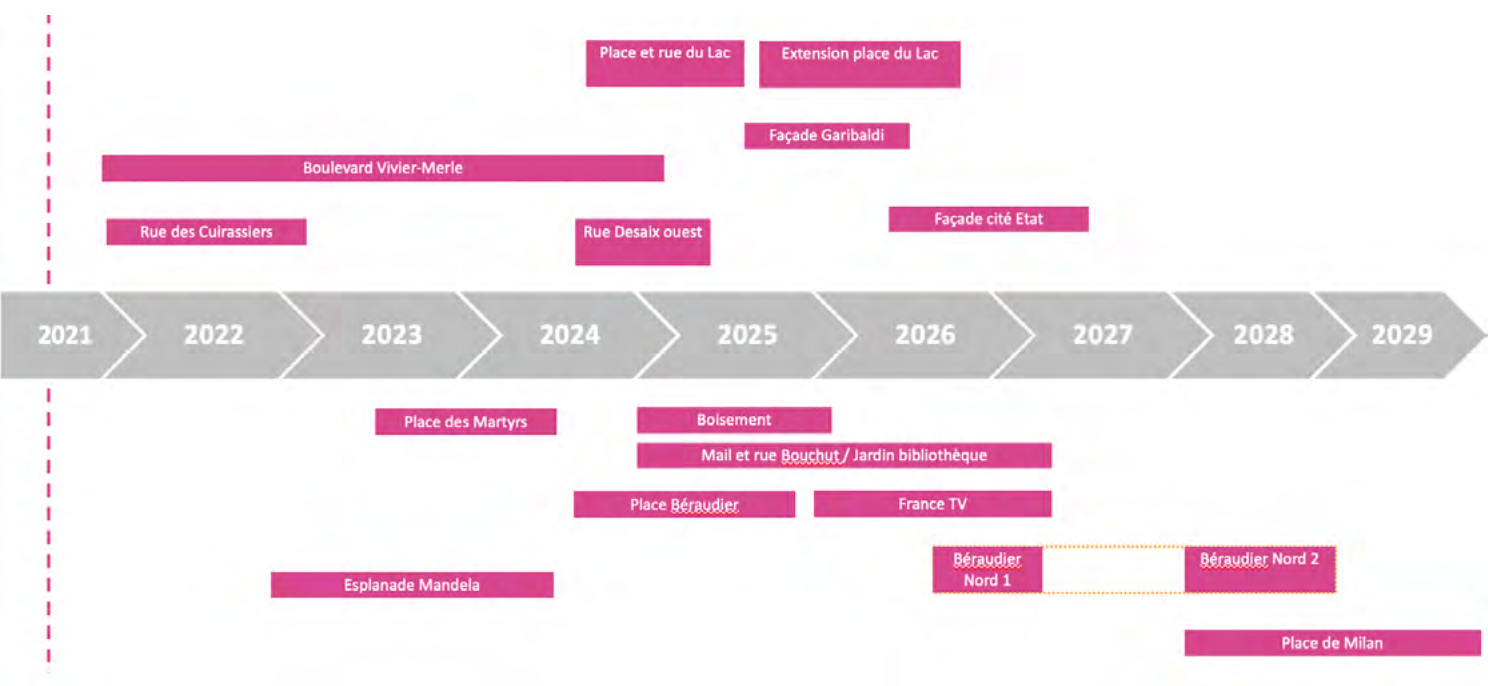 Place et rue du Lac
Extension place du Lac
Façade Garibaldi
Boulevard Vivier-Merle
Façade cité Etat
Rue des Cuirassiers
Rue Desaix ouest
2021
2022
2023
2024
2025
2026
2027
2028
2029
Place des Martyrs
Boisement
Mail et rue Bouchut / Jardin bibliothèque
Place Béraudier
France TV
Béraudier
Nord 1
Béraudier Nord 2
Esplanade Mandela
Place de Milan